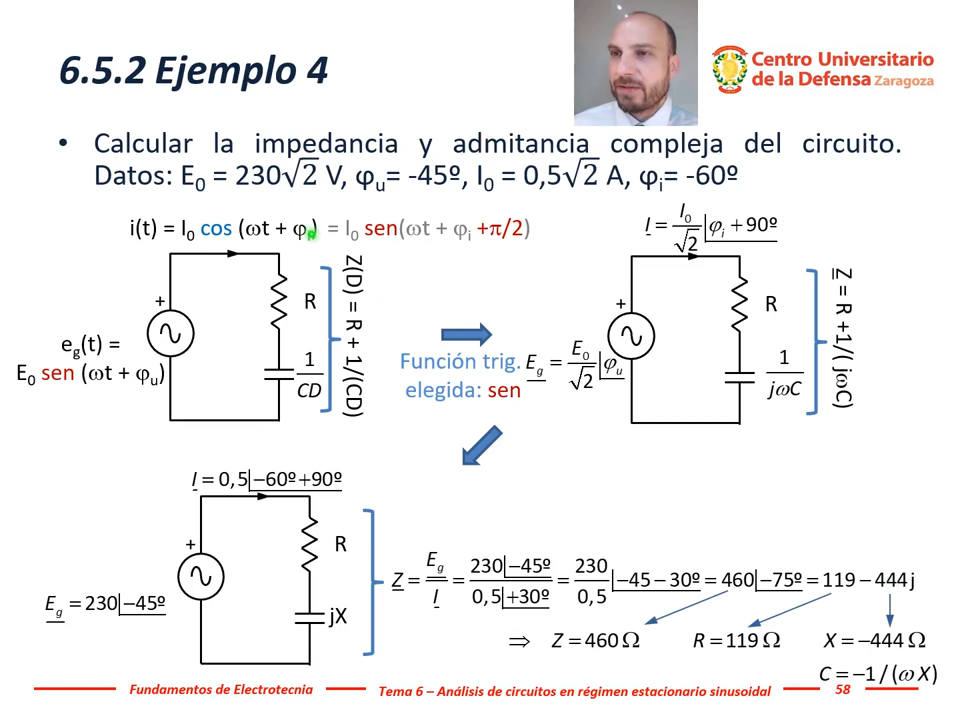 6.5.2 Ejemplo 4
Centro Universitario
de la Defensa Zaragoza
• Calcular la impedancia y admitancia compleja del circuito.
Datos: E₀ = 230√2 V, φᵤ= -45º, I₀ = 0,5√2 A, φᵢ= -60º
i(t) = I₀ cos (ωt + φᵢ) = I₀ sen(ωt + φᵢ +π/2)
I = I₀/√2 |φᵢ + 90º
+
R
Z(D) = R + 1/(CD)
e_g(t) =
E₀ sen (ωt + φᵤ)
1/CD
Función trig.
elegida: sen
E_g = E₀/√2 |φᵤ
+
R
1/jωC
Z = R +1/( jωC)
I = 0,5|−60º+90º
+
R
E_g = 230|−45º
jX
Z = E_g/I = 230|−45º / 0,5|+30º = 230/0,5 |−45 − 30º = 460|−75º = 119 − 444j
⇒ Z = 460 Ω R = 119 Ω X = −444 Ω
C = −1 / (ω X)
Fundamentos de Electrotecnia Tema 6 – Análisis de circuitos en régimen estacionario sinusoidal 58